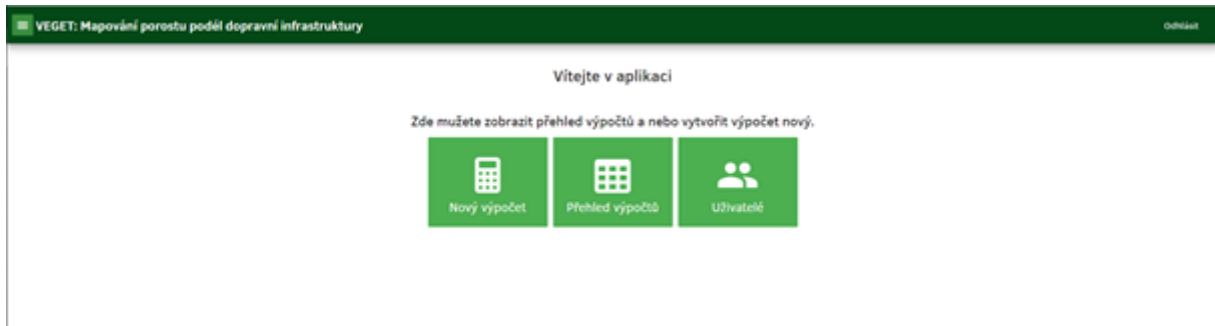 VEGET: Mapování porostu podél dopravní infrastruktury
Odhlásit
Vítejte v aplikaci
Zde mužete zobrazit přehled výpočtů a nebo vytvořit výpočet nový.
Nový výpočet
Přehled výpočtů
Uživatelé